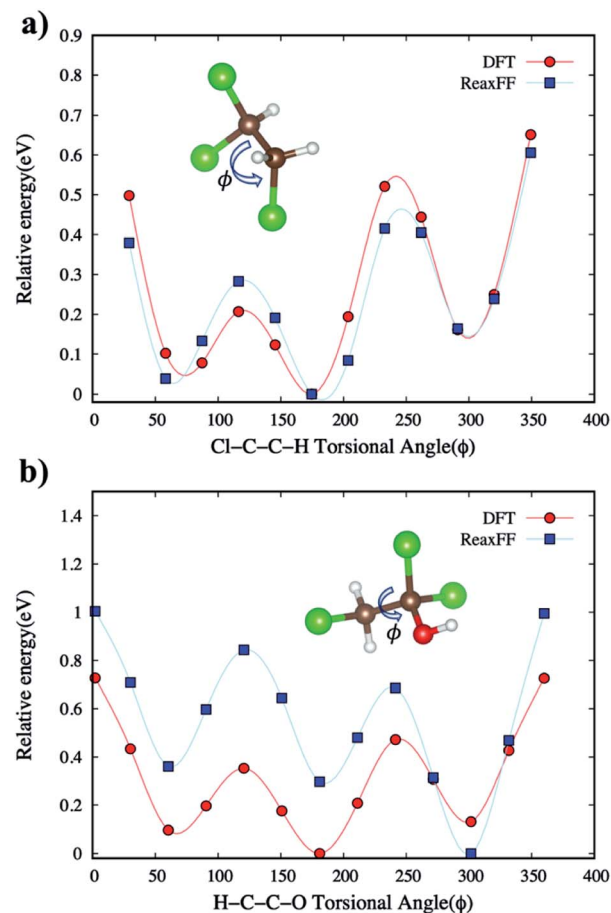 a)
0.9
0.8
0.7
0.6
0.5
0.4
0.3
0.2
0.1
0
Relative energy(eV)
DFT
ReaxFF
ϕ
0 50 100 150 200 250 300 350 400
Cl–C–C–H Torsional Angle(ϕ)
b)
1.4
1.2
1
0.8
0.6
0.4
0.2
0
Relative energy(eV)
DFT
ReaxFF
ϕ
0 50 100 150 200 250 300 350 400
H–C–C–O Torsional Angle(ϕ)